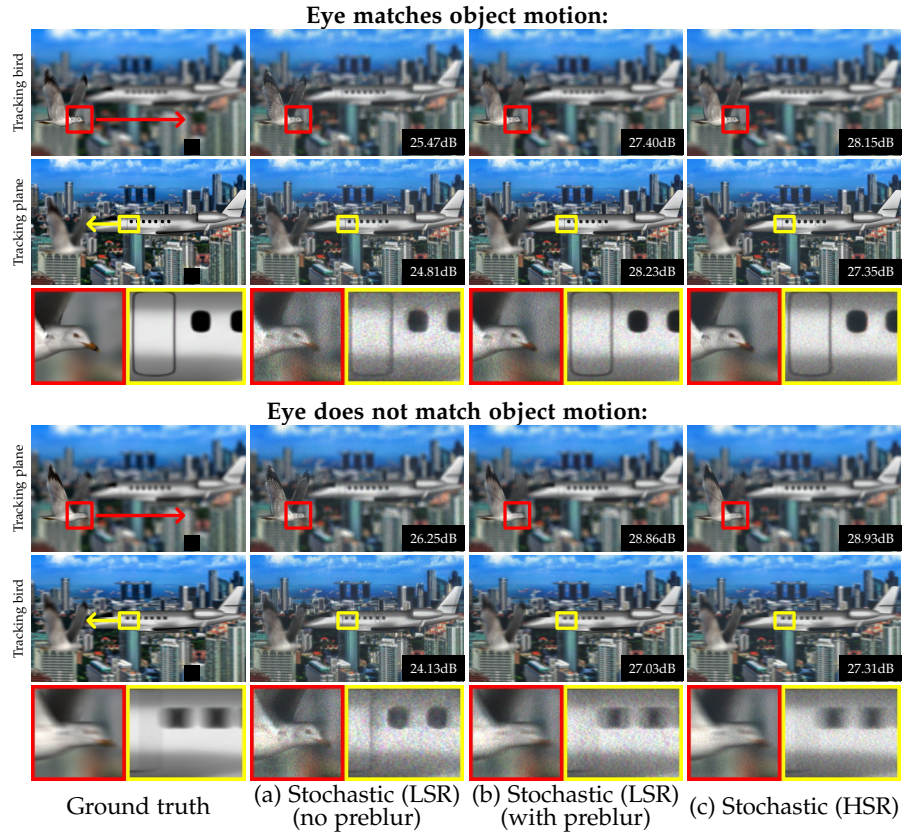 Eye matches object motion:
Tracking bird
25.47dB
27.40dB
28.15dB
Tracking plane
24.81dB
28.23dB
27.35dB
Eye does not match object motion:
Tracking plane
26.25dB
28.86dB
28.93dB
Tracking bird
24.13dB
27.03dB
27.31dB
Ground truth
(a) Stochastic (LSR)
(no preblur)
(b) Stochastic (LSR)
(with preblur)
(c) Stochastic (HSR)